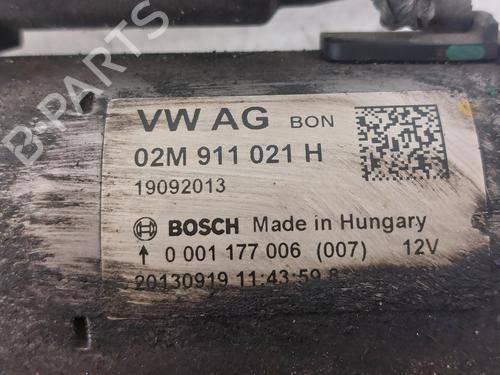 VW AG BON
02M 911 021 H
19092013
BOSCH Made in Hungary
↑ 0 001 177 006 (007) 12V
20130919 11:43:59